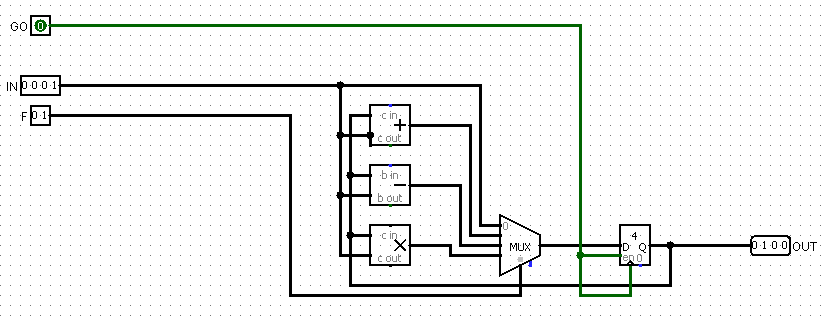 GO 0
IN 0 0 0 1
F 0 1
c in
+
c out
b in
−
b out
c in
×
c out
0
MUX
4
D Q
en 0
0 1 0 0 OUT